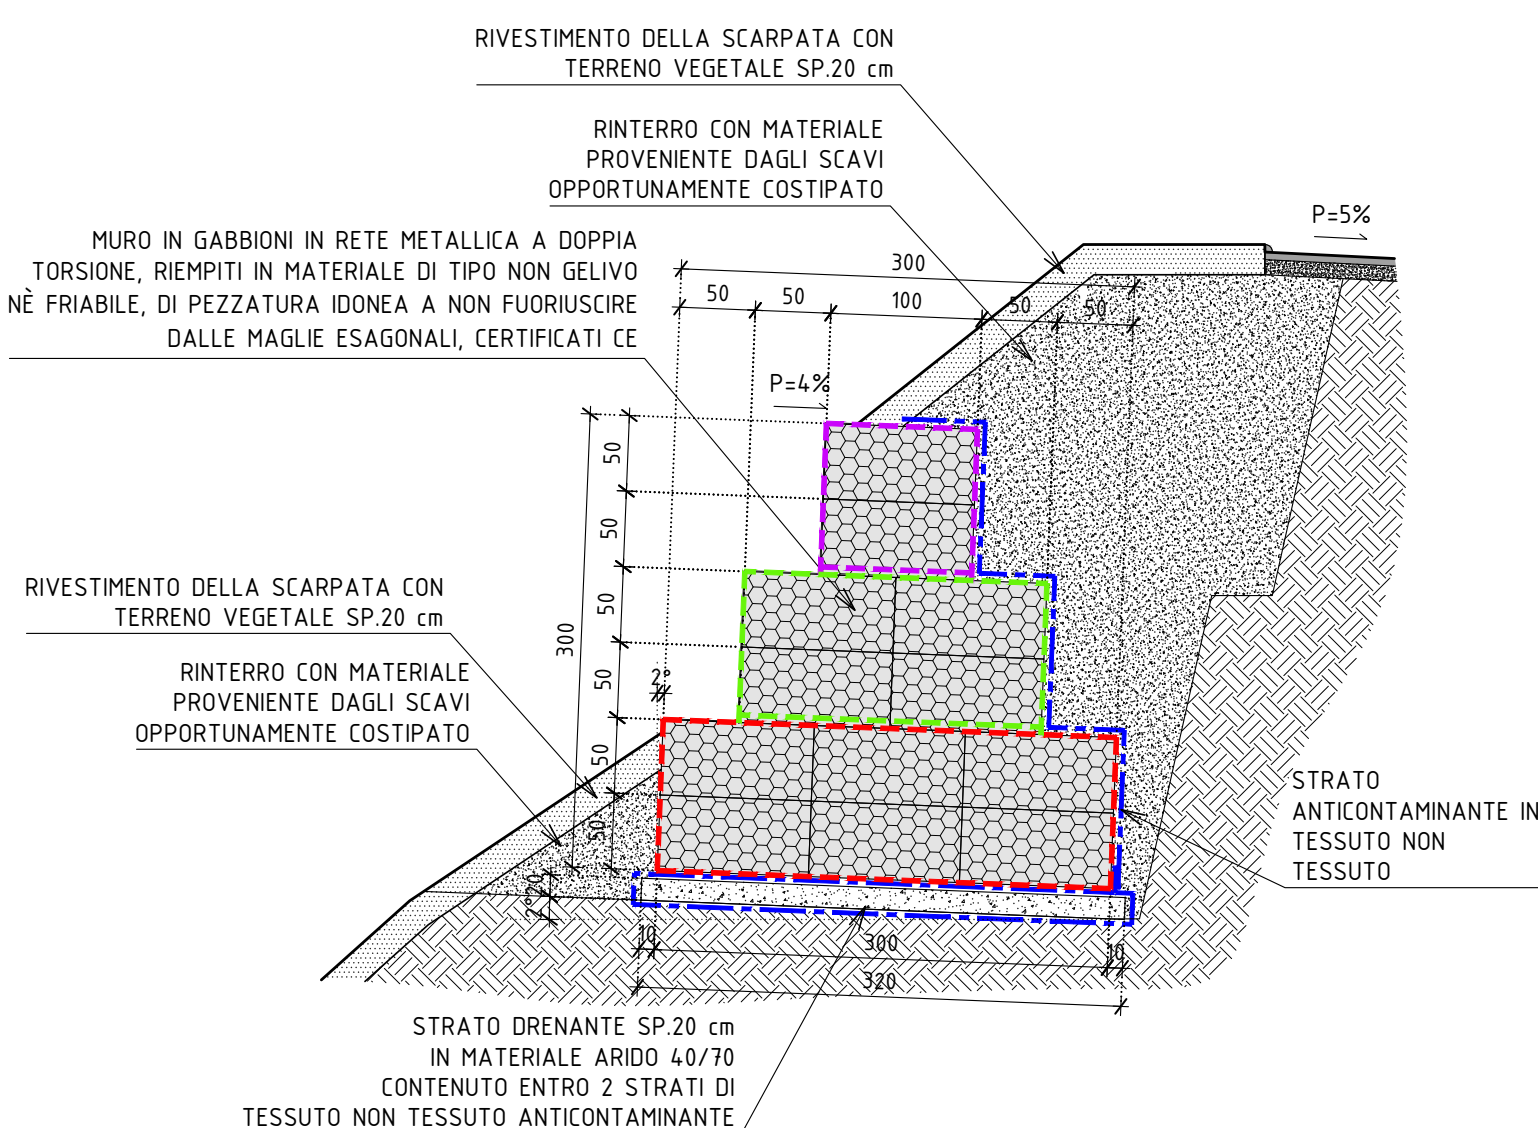 RIVESTIMENTO DELLA SCARPATA CON
TERRENO VEGETALE SP.20 cm
RINTERRO CON MATERIALE
PROVENIENTE DAGLI SCAVI
OPPORTUNAMENTE COSTIPATO
MURO IN GABBIONI IN RETE METALLICA A DOPPIA
TORSIONE, RIEMPITI IN MATERIALE DI TIPO NON GELIVO
NÈ FRIABILE, DI PEZZATURA IDONEA A NON FUORIUSCIRE
DALLE MAGLIE ESAGONALI, CERTIFICATI CE
P=5%
300
50 50 100 50 50
P=4%
50
50
50
50
50
50
300
2°
RIVESTIMENTO DELLA SCARPATA CON
TERRENO VEGETALE SP.20 cm
RINTERRO CON MATERIALE
PROVENIENTE DAGLI SCAVI
OPPORTUNAMENTE COSTIPATO
STRATO
ANTICONTAMINANTE IN
TESSUTO NON
TESSUTO
20
2°
10 300 10
320
STRATO DRENANTE SP.20 cm
IN MATERIALE ARIDO 40/70
CONTENUTO ENTRO 2 STRATI DI
TESSUTO NON TESSUTO ANTICONTAMINANTE